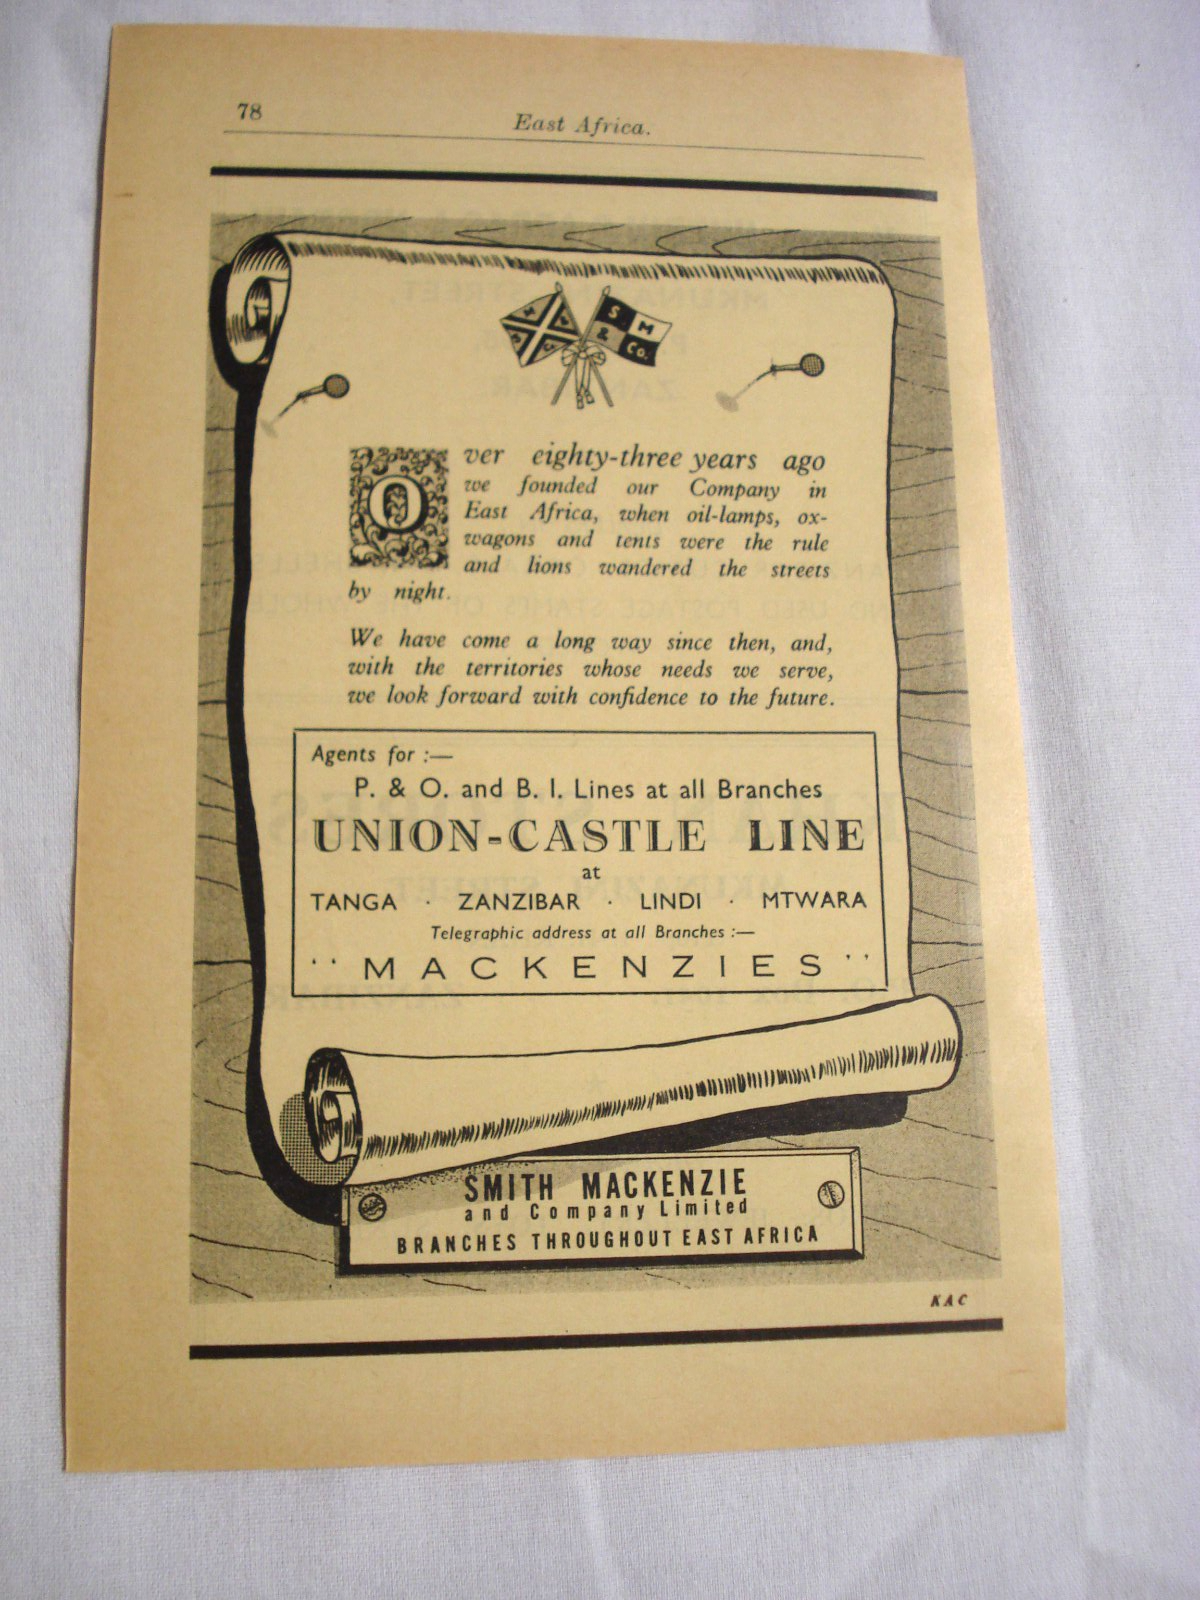 78
East Africa.
S. M
& Co.
Over eighty-three years ago
we founded our Company in
East Africa, when oil-lamps, ox-
wagons and tents were the rule
and lions wandered the streets
by night.
We have come a long way since then, and,
with the territories whose needs we serve,
we look forward with confidence to the future.
Agents for :—
P. & O. and B. I. Lines at all Branches
UNION-CASTLE LINE
at
TANGA · ZANZIBAR · LINDI · MTWARA
Telegraphic address at all Branches :—
"MACKENZIES"
SMITH MACKENZIE
and Company Limited
BRANCHES THROUGHOUT EAST AFRICA
KAC